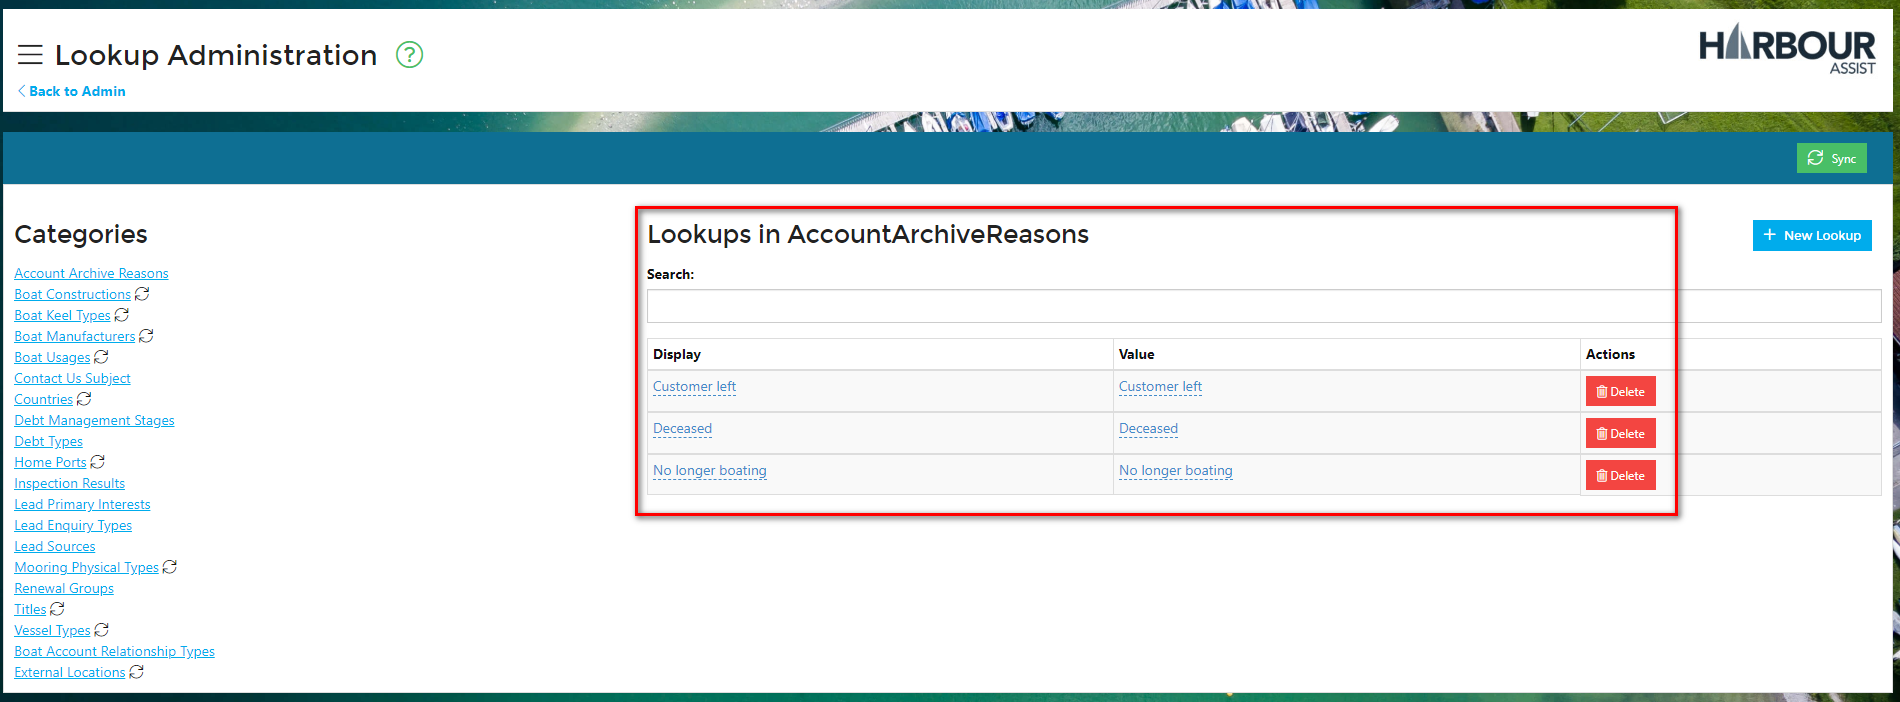 Lookup Administration ?
HARBOUR
ASSIST
Back to Admin
Sync
Categories
Account Archive Reasons
Boat Constructions
Boat Keel Types
Boat Manufacturers
Boat Usages
Contact Us Subject
Countries
Debt Management Stages
Debt Types
Home Ports
Inspection Results
Lead Primary Interests
Lead Enquiry Types
Lead Sources
Mooring Physical Types
Renewal Groups
Titles
Vessel Types
Boat Account Relationship Types
External Locations
Lookups in AccountArchiveReasons
+ New Lookup
Search:
Display Value Actions
Customer left Customer left Delete
Deceased Deceased Delete
No longer boating No longer boating Delete